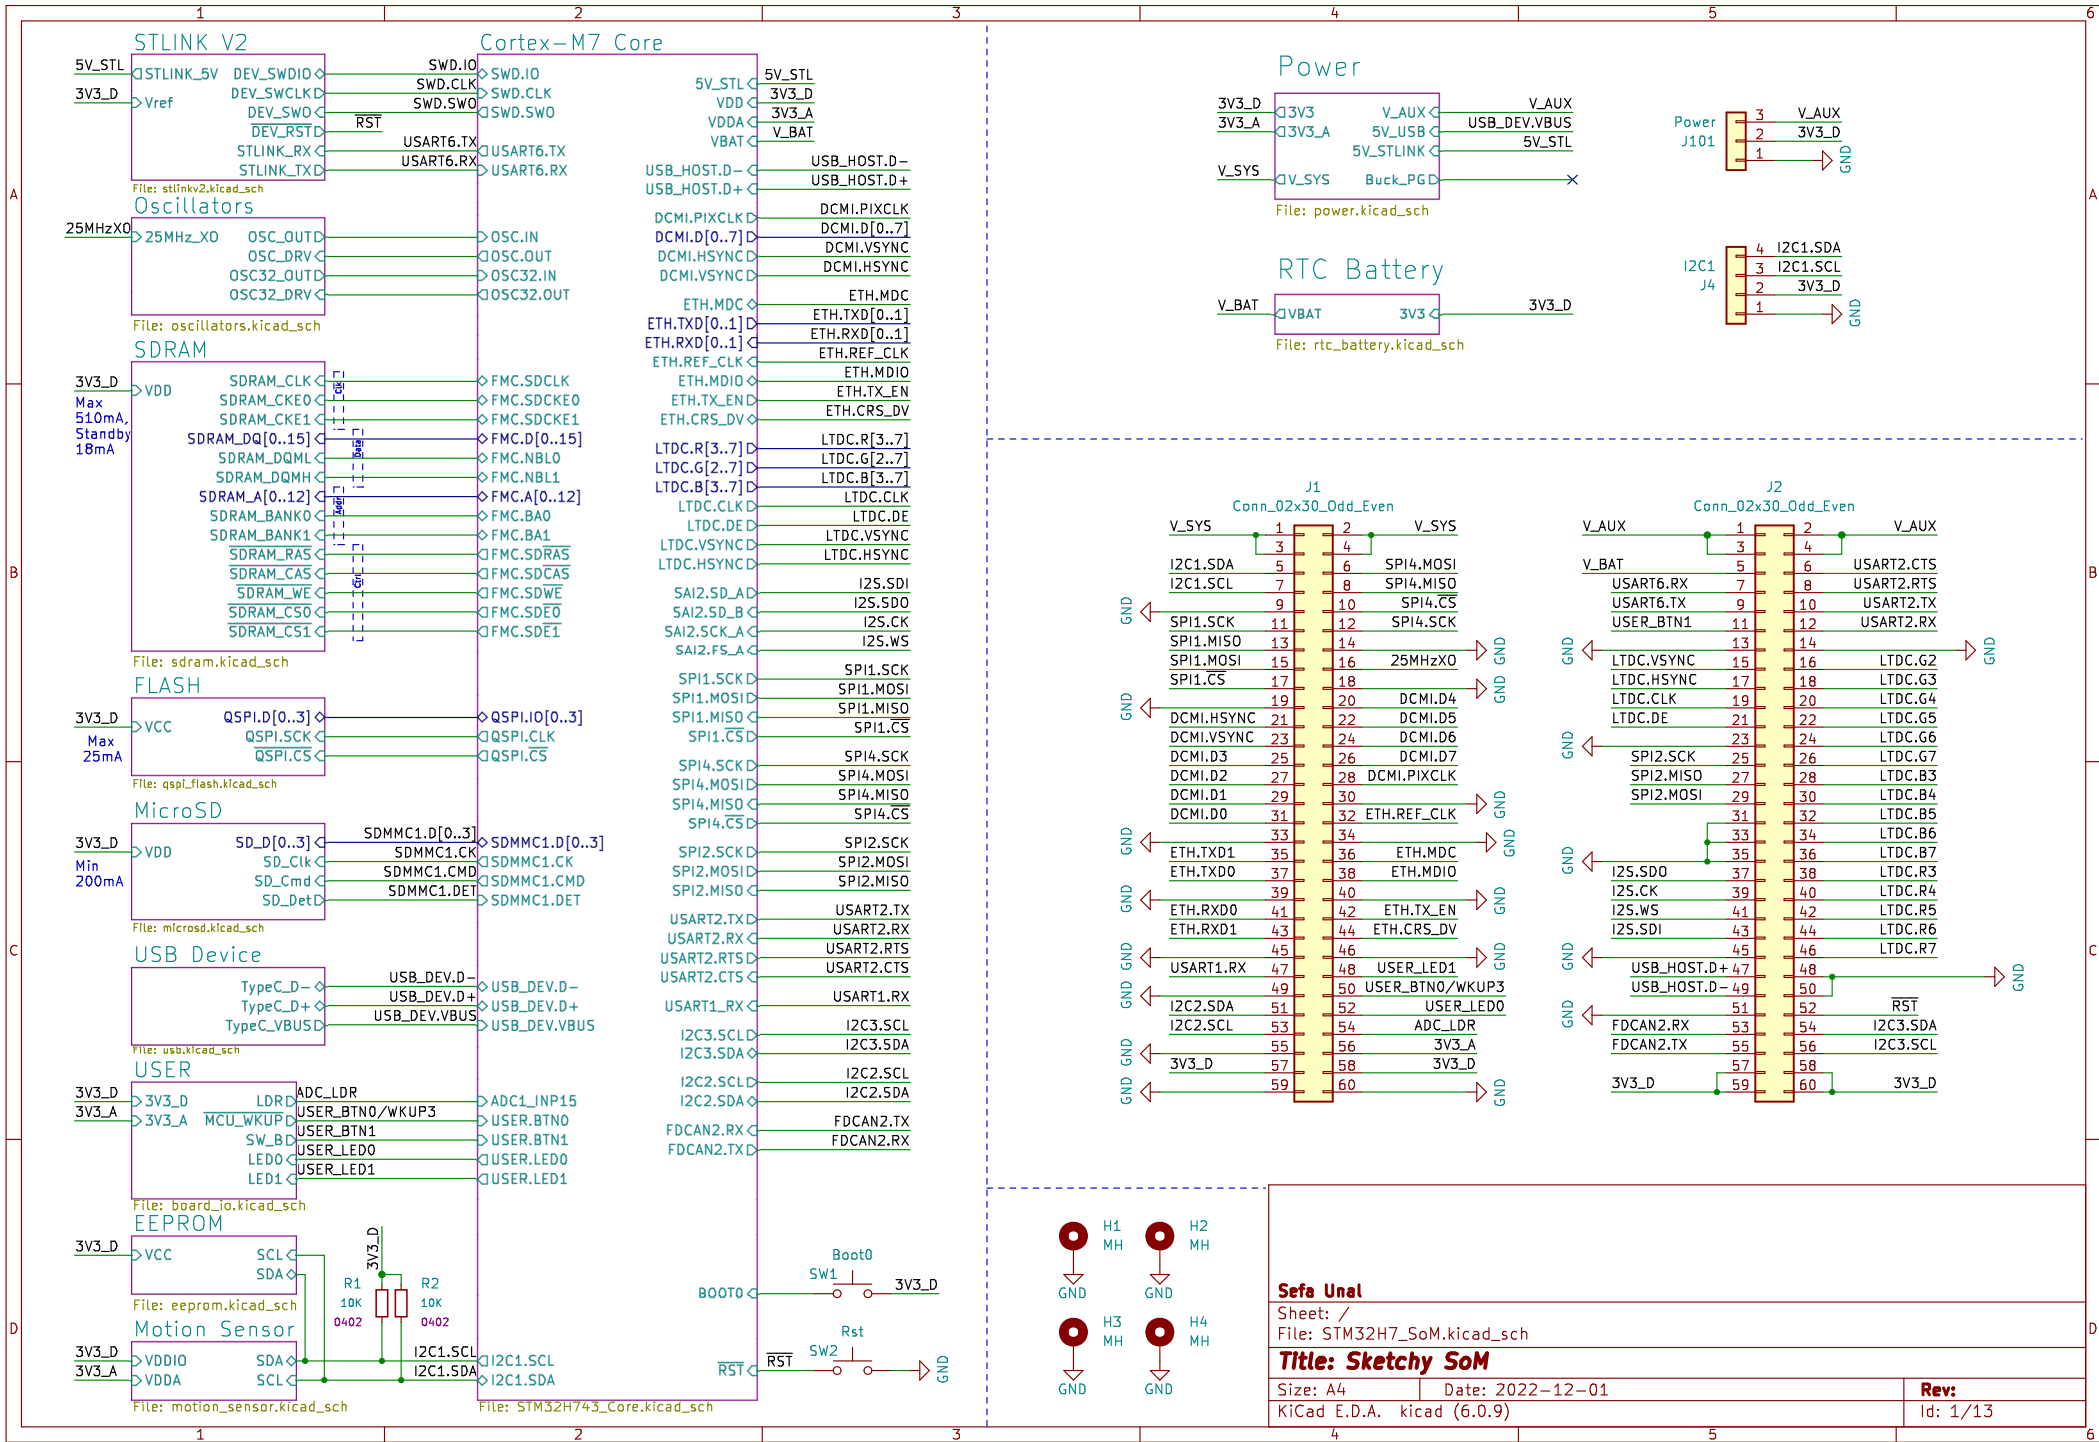 1 2 3 4 5 6
A
B
C
D
STLINK V2
5V_STL
3V3_D
STLINK_5V
Vref
DEV_SWDIO
DEV_SWCLK
DEV_SWO
DEV_RST
STLINK_RX
STLINK_TX
SWD.IO
SWD.CLK
SWD.SWO
RST
USART6.TX
USART6.RX
File: stlinkv2.kicad_sch
Oscillators
25MHzXO
25MHz_XO
OSC_OUT
OSC_DRV
OSC32_OUT
OSC32_DRV
File: oscillators.kicad_sch
SDRAM
3V3_D
VDD
Max
510mA,
Standby
18mA
SDRAM_CLK
SDRAM_CKE0
SDRAM_CKE1
SDRAM_DQ[0..15]
SDRAM_DQML
SDRAM_DQMH
SDRAM_A[0..12]
SDRAM_BANK0
SDRAM_BANK1
SDRAM_RAS
SDRAM_CAS
SDRAM_WE
SDRAM_CS0
SDRAM_CS1
Clk
Data
Addr
Ctrl
File: sdram.kicad_sch
FLASH
3V3_D
VCC
Max
25mA
QSPI.D[0..3]
QSPI.SCK
QSPI.CS
File: qspi_flash.kicad_sch
MicroSD
3V3_D
VDD
Min
200mA
SD_D[0..3]
SD_Clk
SD_Cmd
SD_Det
SDMMC1.D[0..3]
SDMMC1.CK
SDMMC1.CMD
SDMMC1.DET
File: microsd.kicad_sch
USB Device
TypeC_D-
TypeC_D+
TypeC_VBUS
USB_DEV.D-
USB_DEV.D+
USB_DEV.VBUS
File: usb.kicad_sch
USER
3V3_D
3V3_A
3V3_D
3V3_A
LDR
MCU_WKUP
SW_B
LED0
LED1
ADC_LDR
USER_BTN0/WKUP3
USER_BTN1
USER_LED0
USER_LED1
File: board_io.kicad_sch
EEPROM
3V3_D
VCC
SCL
SDA
File: eeprom.kicad_sch
3V3_D
R1
10K
0402
R2
10K
0402
Motion Sensor
3V3_D
3V3_A
VDDIO
VDDA
SDA
SCL
I2C1.SCL
I2C1.SDA
File: motion_sensor.kicad_sch
Cortex-M7 Core
SWD.IO
SWD.CLK
SWD.SWO
USART6.TX
USART6.RX
OSC.IN
OSC.OUT
OSC32.IN
OSC32.OUT
FMC.SDCLK
FMC.SDCKE0
FMC.SDCKE1
FMC.D[0..15]
FMC.NBL0
FMC.NBL1
FMC.A[0..12]
FMC.BA0
FMC.BA1
FMC.SDRAS
FMC.SDCAS
FMC.SDWE
FMC.SDE0
FMC.SDE1
QSPI.IO[0..3]
QSPI.CLK
QSPI.CS
SDMMC1.D[0..3]
SDMMC1.CK
SDMMC1.CMD
SDMMC1.DET
USB_DEV.D-
USB_DEV.D+
USB_DEV.VBUS
ADC1_INP15
USER.BTN0
USER.BTN1
USER.LED0
USER.LED1
I2C1.SCL
I2C1.SDA
File: STM32H743_Core.kicad_sch
5V_STL 5V_STL
VDD 3V3_D
VDDA 3V3_A
VBAT V_BAT
USB_HOST.D- USB_HOST.D-
USB_HOST.D+ USB_HOST.D+
DCMI.PIXCLK DCMI.PIXCLK
DCMI.D[0..7] DCMI.D[0..7]
DCMI.HSYNC DCMI.VSYNC
DCMI.VSYNC DCMI.HSYNC
ETH.MDC ETH.MDC
ETH.TXD[0..1] ETH.TXD[0..1]
ETH.RXD[0..1] ETH.RXD[0..1]
ETH.REF_CLK ETH.REF_CLK
ETH.MDIO ETH.MDIO
ETH.TX_EN ETH.TX_EN
ETH.CRS_DV ETH.CRS_DV
LTDC.R[3..7] LTDC.R[3..7]
LTDC.G[2..7] LTDC.G[2..7]
LTDC.B[3..7] LTDC.B[3..7]
LTDC.CLK LTDC.CLK
LTDC.DE LTDC.DE
LTDC.VSYNC LTDC.VSYNC
LTDC.HSYNC LTDC.HSYNC
SAI2.SD_A I2S.SDI
SAI2.SD_B I2S.SDO
SAI2.SCK_A I2S.CK
SAI2.FS_A I2S.WS
SPI1.SCK SPI1.SCK
SPI1.MOSI SPI1.MOSI
SPI1.MISO SPI1.MISO
SPI1.CS SPI1.CS
SPI4.SCK SPI4.SCK
SPI4.MOSI SPI4.MOSI
SPI4.MISO SPI4.MISO
SPI4.CS SPI4.CS
SPI2.SCK SPI2.SCK
SPI2.MOSI SPI2.MOSI
SPI2.MISO SPI2.MISO
USART2.TX USART2.TX
USART2.RX USART2.RX
USART2.RTS USART2.RTS
USART2.CTS USART2.CTS
USART1_RX USART1.RX
I2C3.SCL I2C3.SCL
I2C3.SDA I2C3.SDA
I2C2.SCL I2C2.SCL
I2C2.SDA I2C2.SDA
FDCAN2.RX FDCAN2.TX
FDCAN2.TX FDCAN2.RX
Boot0
SW1
BOOT0 3V3_D
Rst
SW2
RST RST GND
Power
3V3_D 3V3 V_AUX V_AUX
3V3_A 3V3_A 5V_USB USB_DEV.VBUS
5V_STLINK 5V_STL
V_SYS V_SYS Buck_PG
File: power.kicad_sch
RTC Battery
V_BAT VBAT 3V3 3V3_D
File: rtc_battery.kicad_sch
Power
J101
3 V_AUX
2 3V3_D
1 GND
I2C1
J4
4 I2C1.SDA
3 I2C1.SCL
2 3V3_D
1 GND
J1
Conn_02x30_Odd_Even
V_SYS 1 2 V_SYS
3 4
I2C1.SDA 5 6 SPI4.MOSI
I2C1.SCL 7 8 SPI4.MISO
GND 9 10 SPI4.CS
SPI1.SCK 11 12 SPI4.SCK
SPI1.MISO 13 14 GND
SPI1.MOSI 15 16 25MHzXO
SPI1.CS 17 18 GND
GND 19 20 DCMI.D4
DCMI.HSYNC 21 22 DCMI.D5
DCMI.VSYNC 23 24 DCMI.D6
DCMI.D3 25 26 DCMI.D7
DCMI.D2 27 28 DCMI.PIXCLK
DCMI.D1 29 30 GND
DCMI.D0 31 32 ETH.REF_CLK
GND 33 34 GND
ETH.TXD1 35 36 ETH.MDC
ETH.TXD0 37 38 ETH.MDIO
GND 39 40 GND
ETH.RXD0 41 42 ETH.TX_EN
ETH.RXD1 43 44 ETH.CRS_DV
GND 45 46 GND
USART1.RX 47 48 USER_LED1
GND 49 50 USER_BTN0/WKUP3
I2C2.SDA 51 52 USER_LED0
I2C2.SCL 53 54 ADC_LDR
GND 55 56 3V3_A
3V3_D 57 58 3V3_D
GND 59 60 GND
J2
Conn_02x30_Odd_Even
V_AUX 1 2 V_AUX
3 4
V_BAT 5 6 USART2.CTS
USART6.RX 7 8 USART2.RTS
USART6.TX 9 10 USART2.TX
USER_BTN1 11 12 USART2.RX
GND 13 14 GND
LTDC.VSYNC 15 16 LTDC.G2
LTDC.HSYNC 17 18 LTDC.G3
LTDC.CLK 19 20 LTDC.G4
LTDC.DE 21 22 LTDC.G5
GND 23 24 LTDC.G6
SPI2.SCK 25 26 LTDC.G7
SPI2.MISO 27 28 LTDC.B3
SPI2.MOSI 29 30 LTDC.B4
31 32 LTDC.B5
33 34 LTDC.B6
GND 35 36 LTDC.B7
I2S.SDO 37 38 LTDC.R3
I2S.CK 39 40 LTDC.R4
I2S.WS 41 42 LTDC.R5
I2S.SDI 43 44 LTDC.R6
GND 45 46 LTDC.R7
USB_HOST.D+ 47 48 GND
USB_HOST.D- 49 50
GND 51 52 RST
FDCAN2.RX 53 54 I2C3.SDA
FDCAN2.TX 55 56 I2C3.SCL
57 58
3V3_D 59 60 3V3_D
H1
MH
GND
H2
MH
GND
H3
MH
GND
H4
MH
GND
Sefa Unal
Sheet: /
File: STM32H7_SoM.kicad_sch
Title: Sketchy SoM
Size: A4 Date: 2022-12-01 Rev:
KiCad E.D.A. kicad (6.0.9) Id: 1/13
A
B
C
D
1 2 3 4 5 6